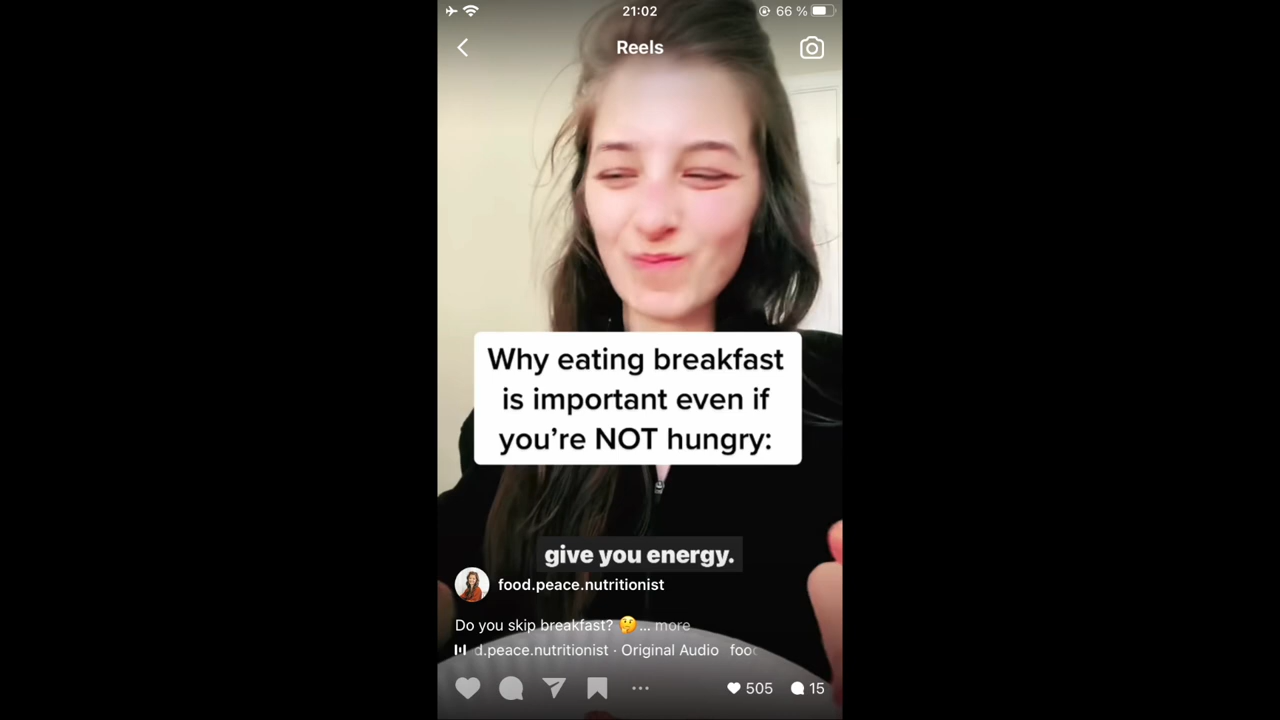 21:02
66 %
Reels
Why eating breakfast
is important even if
you're NOT hungry:
give you energy.
food.peace.nutritionist
Do you skip breakfast? 🤔... more
d.peace.nutritionist · Original Audio foo
505
15